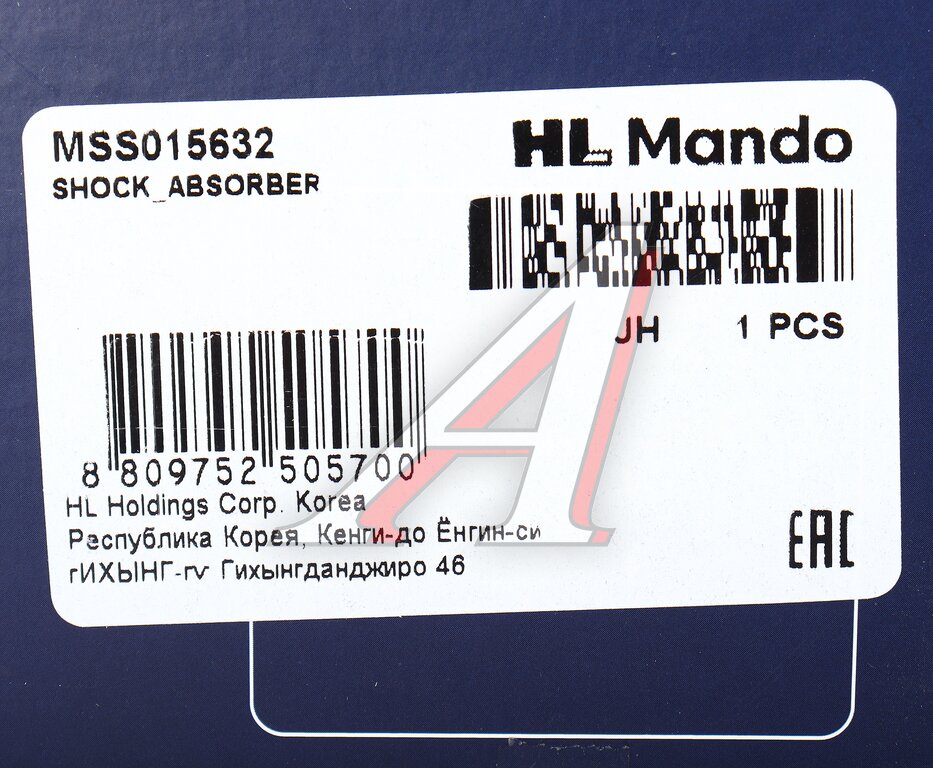 MSS015632
HL Mando
SHOCK_ABSORBER
JH 1 PCS
8 809752 505700
HL Holdings Corp. Korea
Республика Корея, Кенги-до Ёнгин-си
гИХЫНГ-гу Гихынгданджиро 46
EAC